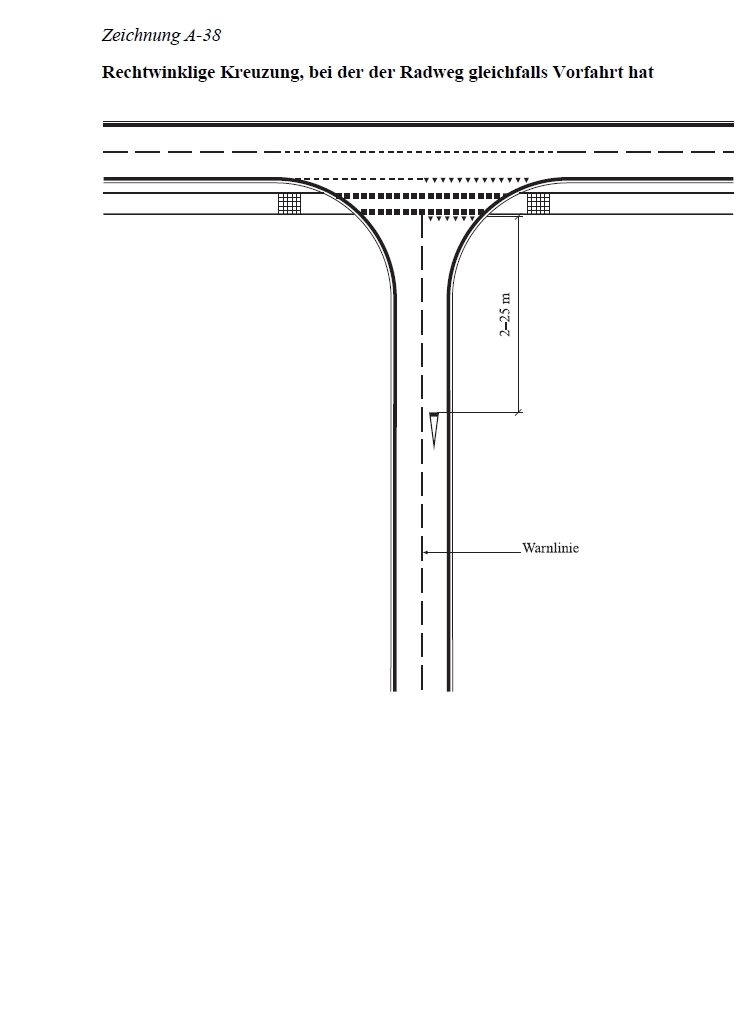 Zeichnung A-38
Rechtwinklige Kreuzung, bei der der Radweg gleichfalls Vorfahrt hat
2–25 m
Warnlinie